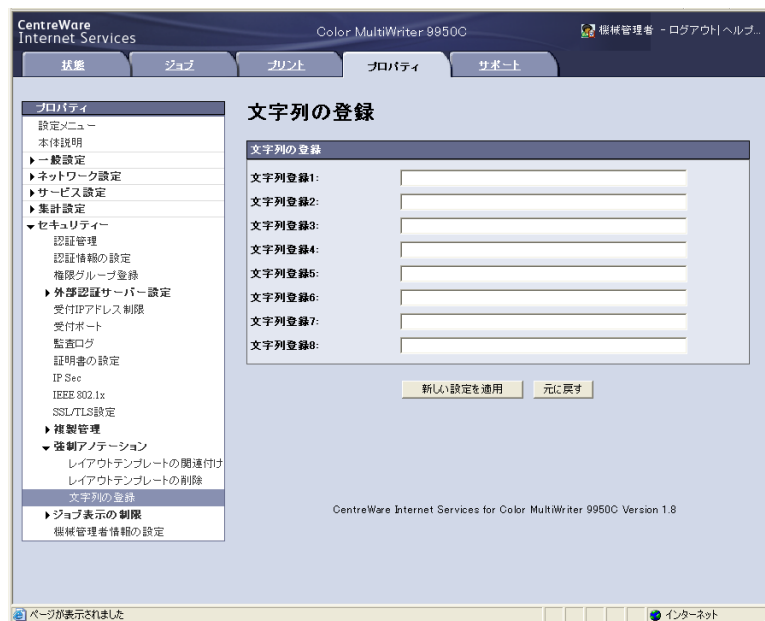 CentreWare
Internet Services
Color MultiWriter 9950C
機械管理者 - ログアウト|ヘルプ...
状態
ジョブ
プリント
プロパティ
サポート
プロパティ
設定メニュー
本体説明
一般設定
ネットワーク設定
サービス設定
集計設定
セキュリティー
認証管理
認証情報の設定
権限グループ登録
外部認証サーバー設定
受付IPアドレス制限
受付ポート
監査ログ
証明書の設定
IP Sec
IEEE 802.1x
SSL/TLS設定
複製管理
強制アノテーション
レイアウトテンプレートの関連付け
レイアウトテンプレートの削除
文字列の登録
ジョブ表示の制限
機械管理者情報の設定
文字列の登録
文字列の登録
文字列登録1:
文字列登録2:
文字列登録3:
文字列登録4:
文字列登録5:
文字列登録6:
文字列登録7:
文字列登録8:
新しい設定を適用
元に戻す
CentreWare Internet Services for Color MultiWriter 9950C Version 1.8
ページが表示されました
インターネット